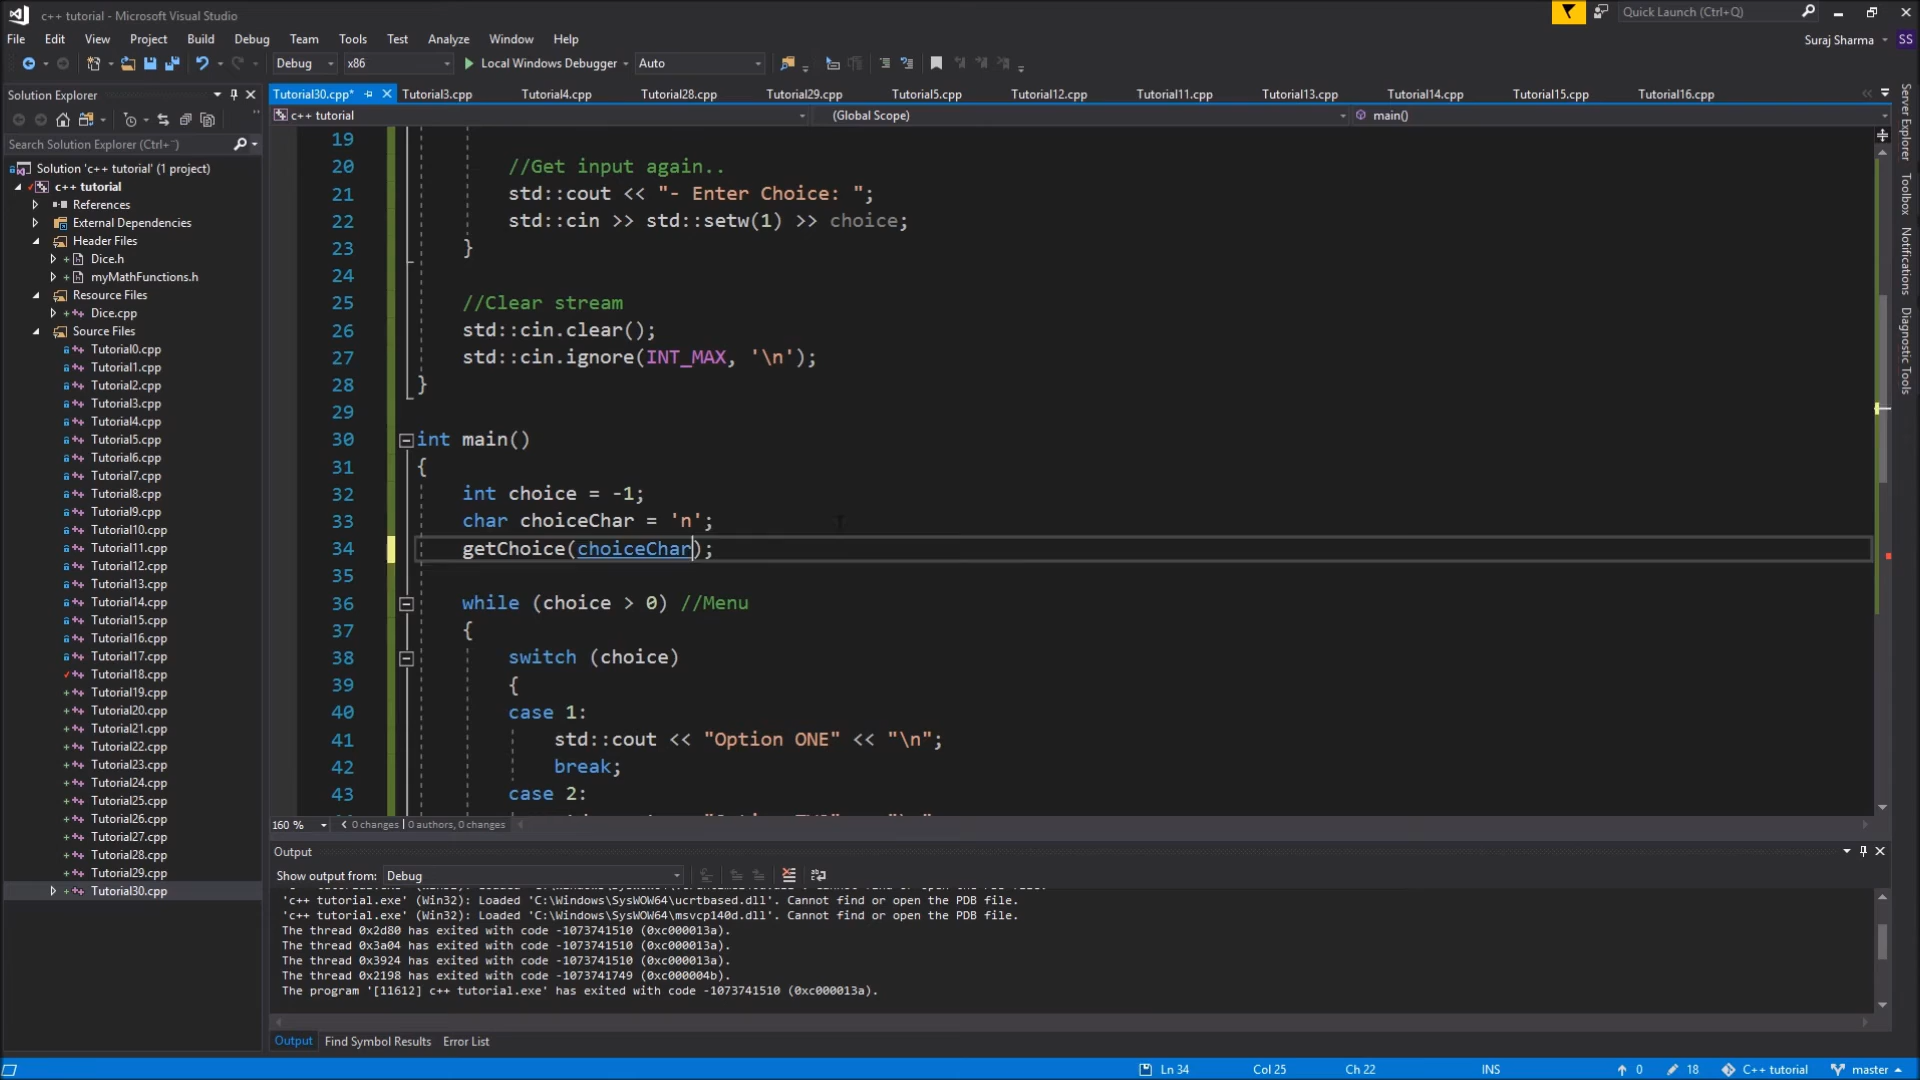 c++ tutorial - Microsoft Visual Studio
Quick Launch (Ctrl+Q)
File Edit View Project Build Debug Team Tools Test Analyze Window Help
Suraj Sharma SS
Debug x86 Local Windows Debugger Auto
Solution Explorer
Tutorial30.cpp* Tutorial3.cpp Tutorial4.cpp Tutorial28.cpp Tutorial29.cpp Tutorial5.cpp Tutorial12.cpp Tutorial11.cpp Tutorial13.cpp Tutorial14.cpp Tutorial15.cpp Tutorial16.cpp
c++ tutorial (Global Scope) main()
Search Solution Explorer (Ctrl+¨)
Solution 'c++ tutorial' (1 project)
c++ tutorial
References
External Dependencies
Header Files
Dice.h
myMathFunctions.h
Resource Files
Dice.cpp
Source Files
Tutorial0.cpp
Tutorial1.cpp
Tutorial2.cpp
Tutorial3.cpp
Tutorial4.cpp
Tutorial5.cpp
Tutorial6.cpp
Tutorial7.cpp
Tutorial8.cpp
Tutorial9.cpp
Tutorial10.cpp
Tutorial11.cpp
Tutorial12.cpp
Tutorial13.cpp
Tutorial14.cpp
Tutorial15.cpp
Tutorial16.cpp
Tutorial17.cpp
Tutorial18.cpp
Tutorial19.cpp
Tutorial20.cpp
Tutorial21.cpp
Tutorial22.cpp
Tutorial23.cpp
Tutorial24.cpp
Tutorial25.cpp
Tutorial26.cpp
Tutorial27.cpp
Tutorial28.cpp
Tutorial29.cpp
Tutorial30.cpp
19
20 //Get input again..
21 std::cout << "- Enter Choice: ";
22 std::cin >> std::setw(1) >> choice;
23 }
24
25 //Clear stream
26 std::cin.clear();
27 std::cin.ignore(INT_MAX, '\n');
28 }
29
30 int main()
31 {
32 int choice = -1;
33 char choiceChar = 'n';
34 getChoice(choiceChar);
35
36 while (choice > 0) //Menu
37 {
38 switch (choice)
39 {
40 case 1:
41 std::cout << "Option ONE" << "\n";
42 break;
43 case 2:
160 % 0 changes | 0 authors, 0 changes
Output
Show output from: Debug
'c++ tutorial.exe' (Win32): Loaded 'C:\Windows\SysWOW64\ucrtbased.dll'. Cannot find or open the PDB file.
'c++ tutorial.exe' (Win32): Loaded 'C:\Windows\SysWOW64\msvcp140d.dll'. Cannot find or open the PDB file.
The thread 0x2d80 has exited with code -1073741510 (0xc000013a).
The thread 0x3a04 has exited with code -1073741510 (0xc000013a).
The thread 0x3924 has exited with code -1073741510 (0xc000013a).
The thread 0x2198 has exited with code -1073741749 (0xc000004b).
The program '[11612] c++ tutorial.exe' has exited with code -1073741510 (0xc000013a).
Output Find Symbol Results Error List
Ln 34 Col 25 Ch 22 INS 0 18 C++ tutorial master
Server Explorer
Toolbox
Notifications
Diagnostic Tools